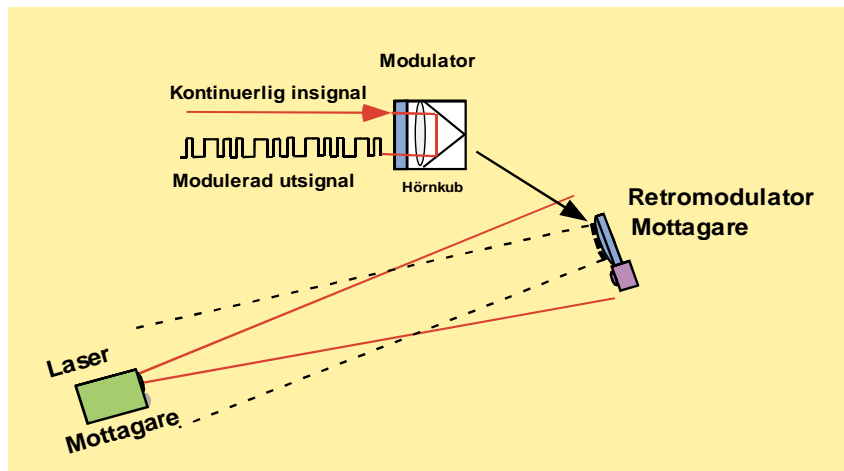 Modulator
Kontinuerlig insignal
Modulerad utsignal
Hörnkub
Retromodulator
Mottagare
Laser
Mottagare